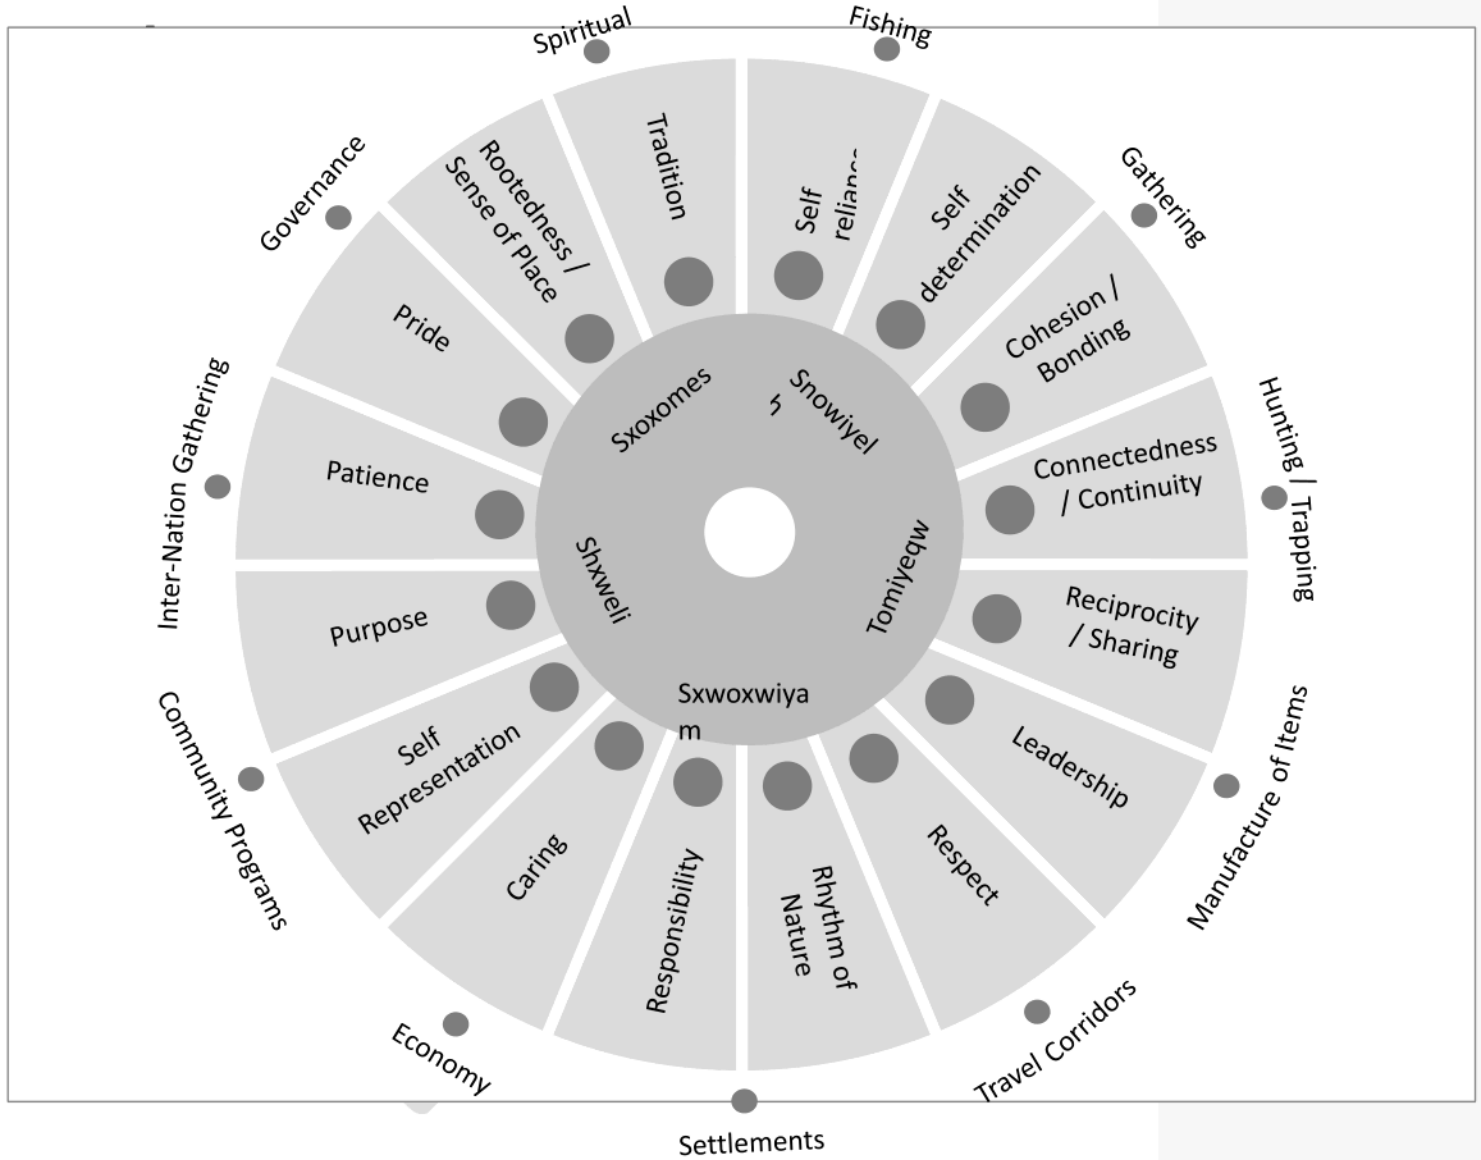 Spiritual
Fishing
Gathering
Hunting / Trapping
Manufacture of Items
Travel Corridors
Settlements
Economy
Community Programs
Inter-Nation Gathering
Governance
Tradition
Self
reliance
Self
determination
Cohesion /
Bonding
Connectedness
/ Continuity
Reciprocity
/ Sharing
Leadership
Respect
Rhythm of
Nature
Responsibility
Caring
Self
Representation
Purpose
Patience
Pride
Rootedness /
Sense of Place
Sxoxomes
Snowiyel
Tomiyeqw
Sxwoxwiya
m
Shxweli